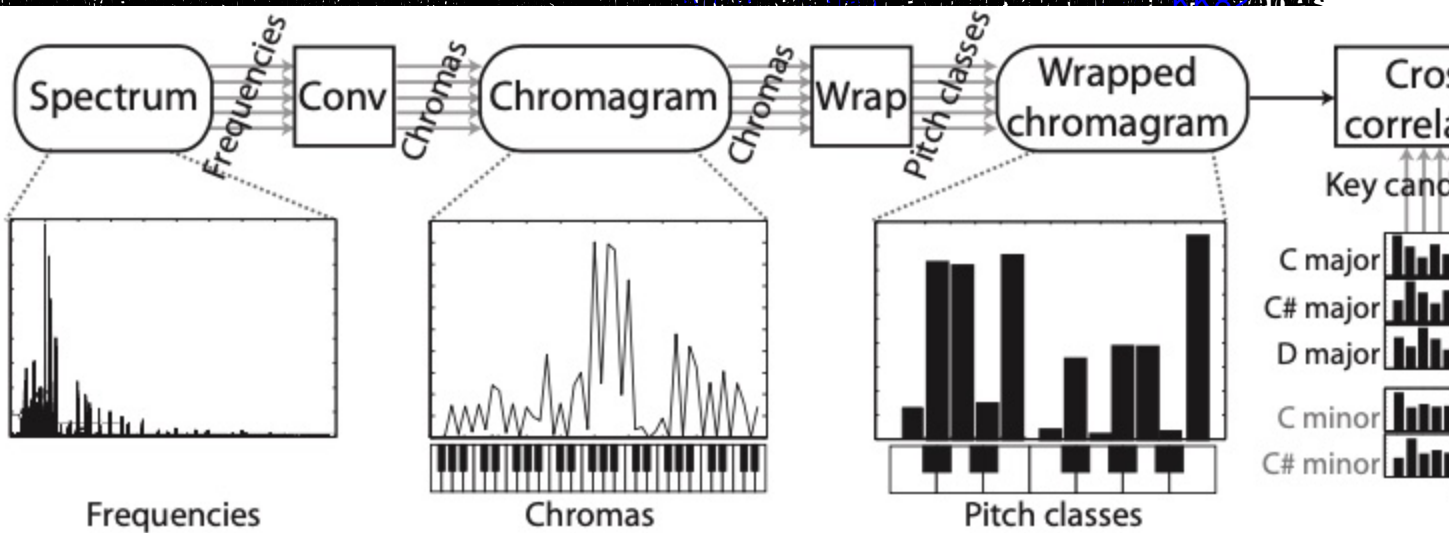 Spectrum
Frequencies
Conv
Chromas
Chromagram
Chromas
Wrap
Pitch classes
Wrapped
chromagram
C major
C# major
D major
C minor
C# minor
Frequencies
Chromas
Pitch classes